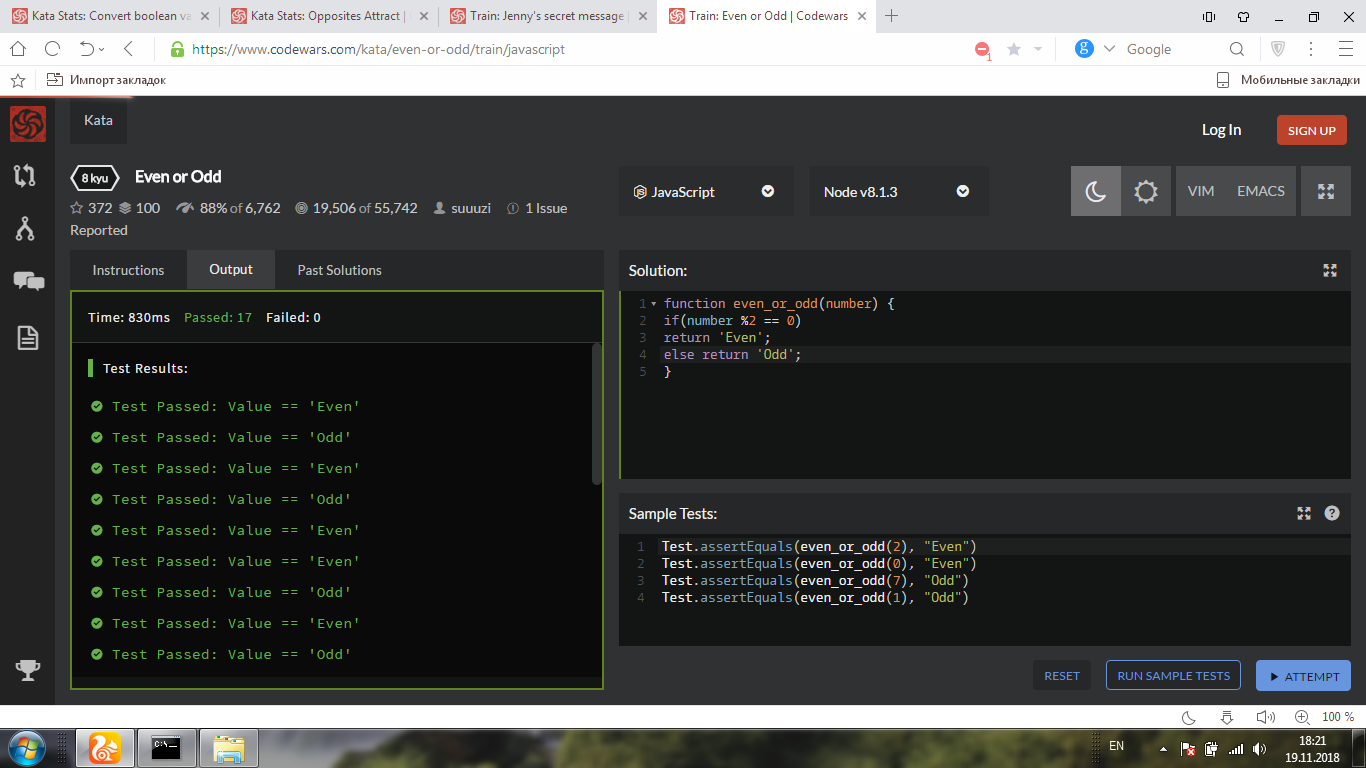 Kata Stats: Convert boolean va
Kata Stats: Opposites Attract |
Train: Jenny's secret message
Train: Even or Odd | Codewars
https://www.codewars.com/kata/even-or-odd/train/javascript
1
Google
Импорт закладок
Мобильные закладки
Kata
Log In
SIGN UP
8 kyu
Even or Odd
372
100
88% of 6,762
19,506 of 55,742
suuuzi
1 Issue
Reported
JavaScript
Node v8.1.3
VIM
EMACS
Instructions
Output
Past Solutions
Time: 830ms Passed: 17 Failed: 0
Test Results:
Test Passed: Value == 'Even'
Test Passed: Value == 'Odd'
Test Passed: Value == 'Even'
Test Passed: Value == 'Odd'
Test Passed: Value == 'Even'
Test Passed: Value == 'Even'
Test Passed: Value == 'Odd'
Test Passed: Value == 'Even'
Test Passed: Value == 'Odd'
Solution:
1 function even_or_odd(number) {
2 if(number %2 == 0)
3 return 'Even';
4 else return 'Odd';
5 }
Sample Tests:
1 Test.assertEquals(even_or_odd(2), "Even")
2 Test.assertEquals(even_or_odd(0), "Even")
3 Test.assertEquals(even_or_odd(7), "Odd")
4 Test.assertEquals(even_or_odd(1), "Odd")
RESET
RUN SAMPLE TESTS
ATTEMPT
100 %
EN
18:21
19.11.2018